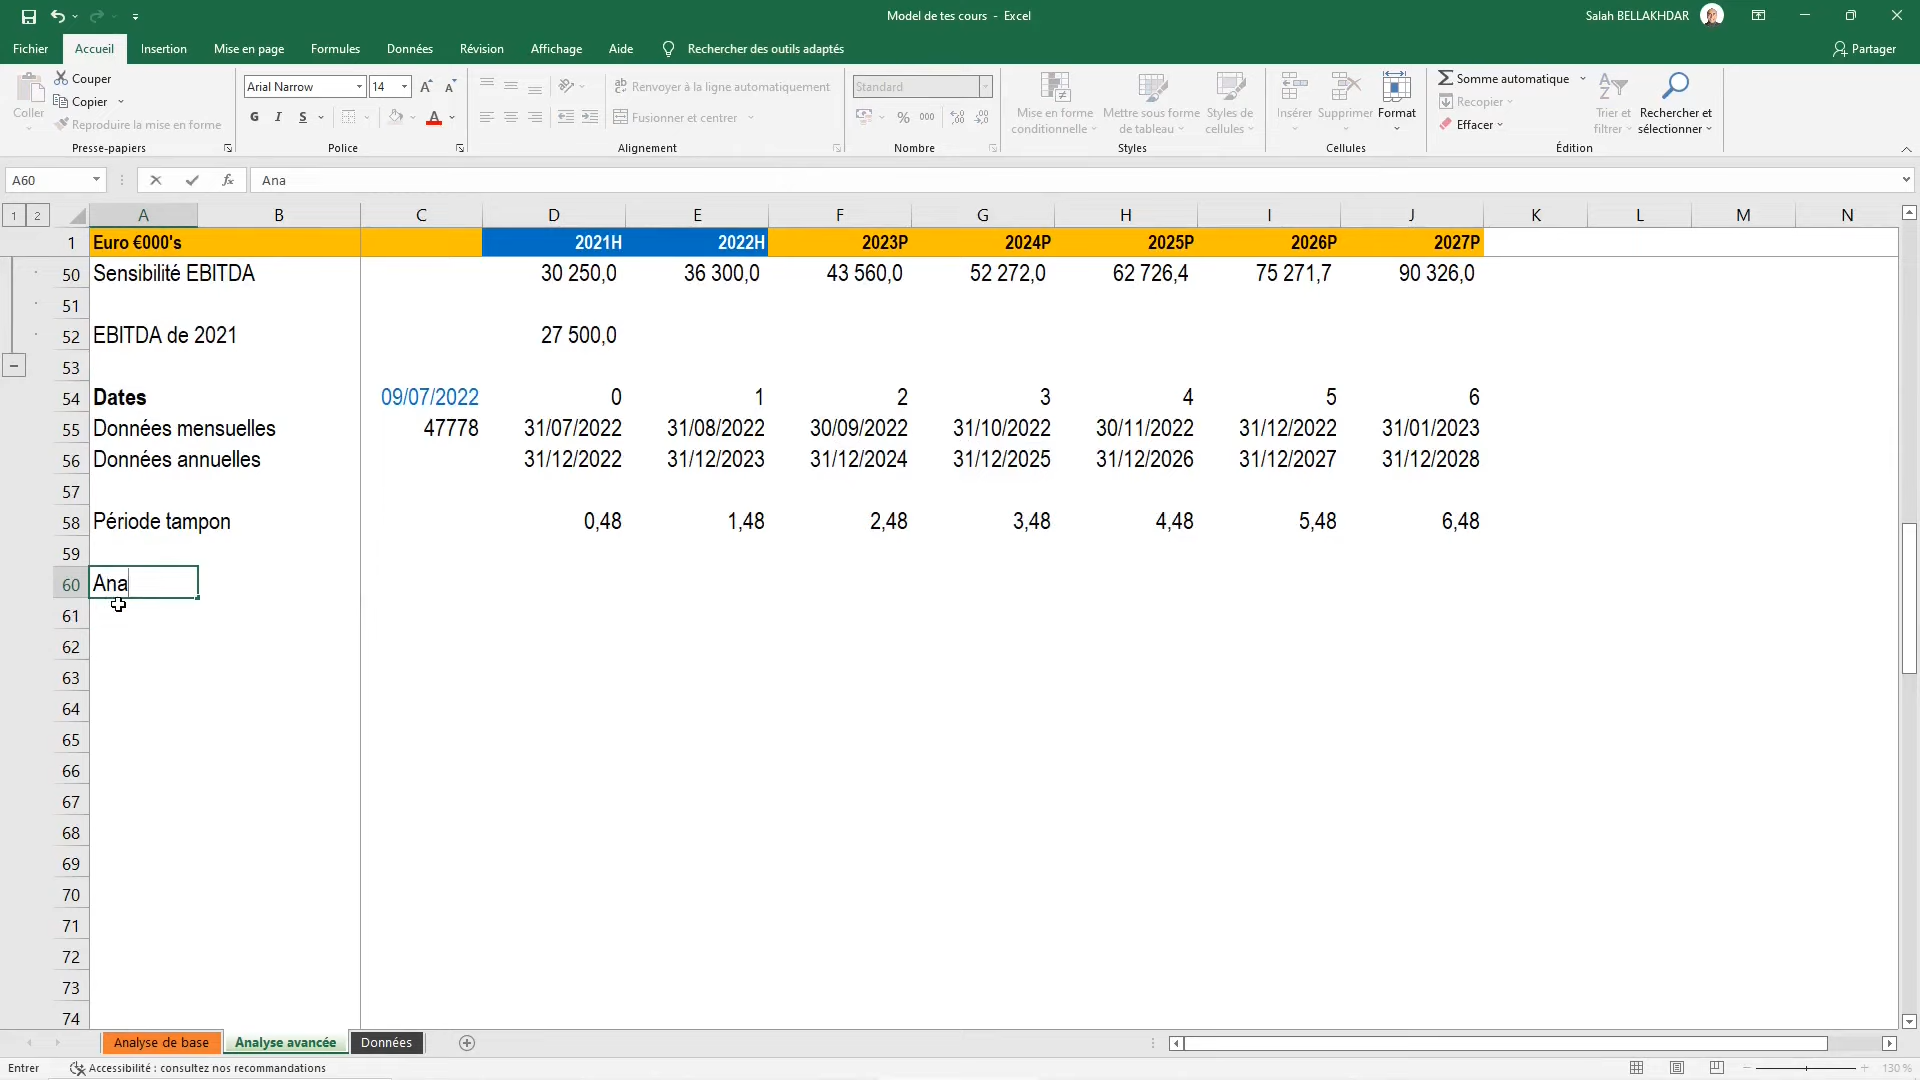 Model de tes cours - Excel
Salah BELLAKHDAR
Fichier Accueil Insertion Mise en page Formules Données Révision Affichage Aide Rechercher des outils adaptés Partager
Coller
Couper
Copier
Reproduire la mise en forme
Presse-papiers
Arial Narrow 14
G I S
Police
Renvoyer à la ligne automatiquement
Fusionner et centrer
Alignement
Standard
% 000
Nombre
Mise en forme conditionnelle
Mettre sous forme de tableau
Styles de cellules
Styles
Insérer Supprimer Format
Cellules
Somme automatique
Recopier
Effacer
Trier et filtrer
Rechercher et sélectionner
Édition
A60 fx Ana
1 2
A B C D E F G H I J K L M N
1 Euro €000's 2021H 2022H 2023P 2024P 2025P 2026P 2027P
50 Sensibilité EBITDA 30 250,0 36 300,0 43 560,0 52 272,0 62 726,4 75 271,7 90 326,0
51
52 EBITDA de 2021 27 500,0
53
54 Dates 09/07/2022 0 1 2 3 4 5 6
55 Données mensuelles 47778 31/07/2022 31/08/2022 30/09/2022 31/10/2022 30/11/2022 31/12/2022 31/01/2023
56 Données annuelles 31/12/2022 31/12/2023 31/12/2024 31/12/2025 31/12/2026 31/12/2027 31/12/2028
57
58 Période tampon 0,48 1,48 2,48 3,48 4,48 5,48 6,48
59
60 Ana
61
62
63
64
65
66
67
68
69
70
71
72
73
74
Analyse de base Analyse avancée Données
Entrer Accessibilité : consultez nos recommandations 130 %